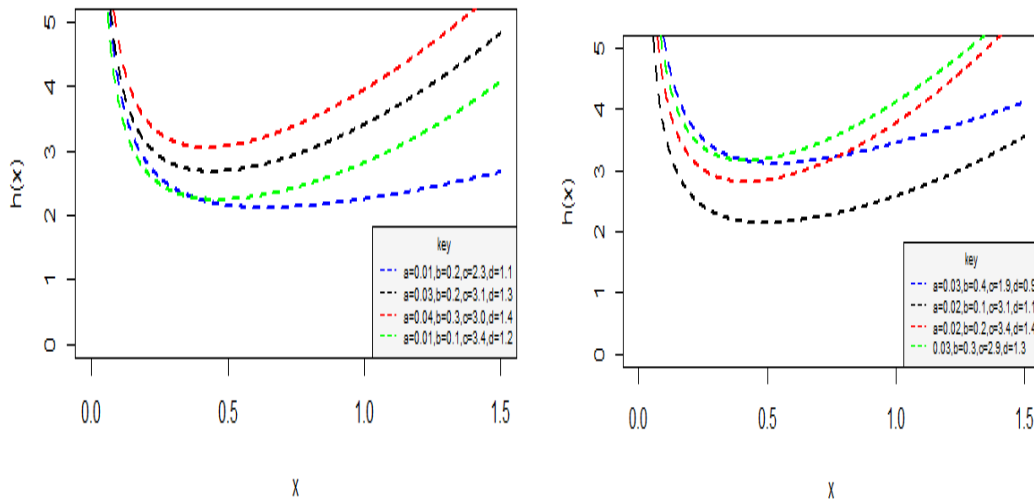 5
4
3
2
1
0
h(x)
key
a=0.01,b=0.2,c=2.3,d=1.1
a=0.03,b=0.2,c=3.1,d=1.3
a=0.04,b=0.3,c=3.0,d=1.4
a=0.01,b=0.1,c=3.4,d=1.2
0.0 0.5 1.0 1.5
X
5
4
3
2
1
0
h(x)
key
a=0.03,b=0.4,c=1.9,d=0.9
a=0.02,b=0.1,c=3.1,d=1.1
a=0.02,b=0.2,c=3.4,d=1.4
0.03,b=0.3,c=2.9,d=1.3
0.0 0.5 1.0 1.5
X